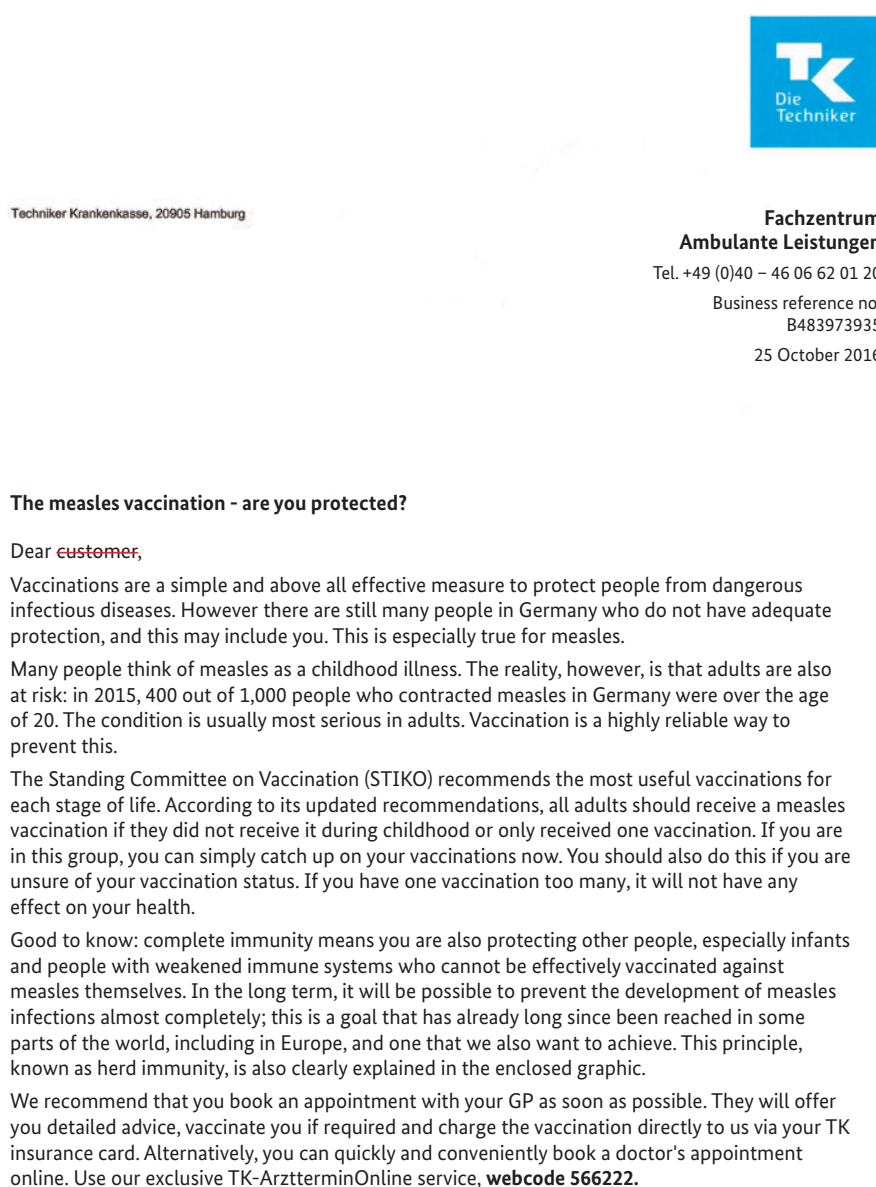 TK
Die
Techniker
Techniker Krankenkasse, 20905 Hamburg
Fachzentrum
Ambulante Leistungen
Tel. +49 (0)40 – 46 06 62 01 20
Business reference no
B483973935
25 October 2016
The measles vaccination - are you protected?
Dear customer,
Vaccinations are a simple and above all effective measure to protect people from dangerous
infectious diseases. However there are still many people in Germany who do not have adequate
protection, and this may include you. This is especially true for measles.
Many people think of measles as a childhood illness. The reality, however, is that adults are also
at risk: in 2015, 400 out of 1,000 people who contracted measles in Germany were over the age
of 20. The condition is usually most serious in adults. Vaccination is a highly reliable way to
prevent this.
The Standing Committee on Vaccination (STIKO) recommends the most useful vaccinations for
each stage of life. According to its updated recommendations, all adults should receive a measles
vaccination if they did not receive it during childhood or only received one vaccination. If you are
in this group, you can simply catch up on your vaccinations now. You should also do this if you are
unsure of your vaccination status. If you have one vaccination too many, it will not have any
effect on your health.
Good to know: complete immunity means you are also protecting other people, especially infants
and people with weakened immune systems who cannot be effectively vaccinated against
measles themselves. In the long term, it will be possible to prevent the development of measles
infections almost completely; this is a goal that has already long since been reached in some
parts of the world, including in Europe, and one that we also want to achieve. This principle,
known as herd immunity, is also clearly explained in the enclosed graphic.
We recommend that you book an appointment with your GP as soon as possible. They will offer
you detailed advice, vaccinate you if required and charge the vaccination directly to us via your TK
insurance card. Alternatively, you can quickly and conveniently book a doctor's appointment
online. Use our exclusive TK-ArztterminOnline service, webcode 566222.